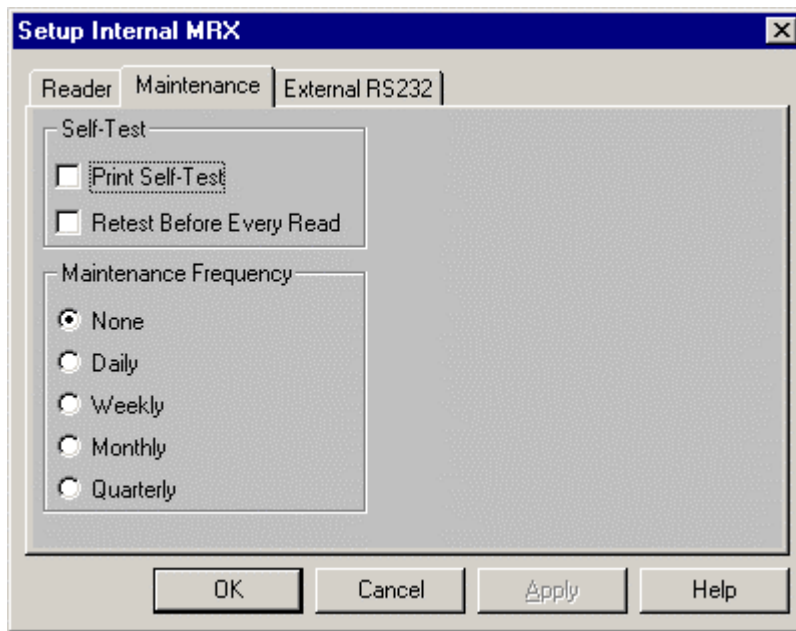 Setup Internal MRX
Reader Maintenance External RS232
Self-Test
Print Self-Test
Retest Before Every Read
Maintenance Frequency
None
Daily
Weekly
Monthly
Quarterly
OK Cancel Apply Help